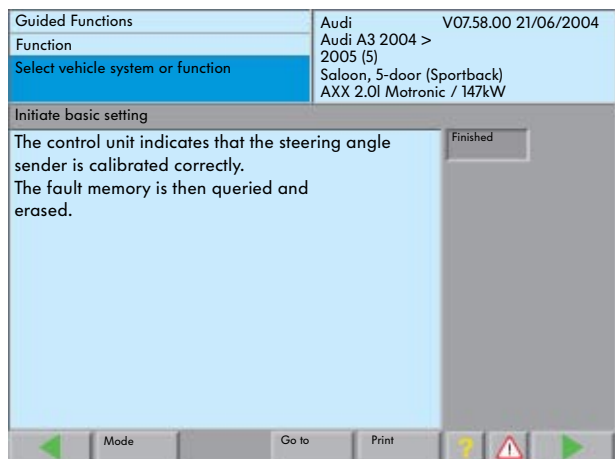 Guided Functions
Function
Select vehicle system or function
Audi V07.58.00 21/06/2004
Audi A3 2004 >
2005 (5)
Saloon, 5-door (Sportback)
AXX 2.0l Motronic / 147kW
Initiate basic setting
The control unit indicates that the steering angle
sender is calibrated correctly.
The fault memory is then queried and
erased.
Finished
Mode
Go to
Print
?